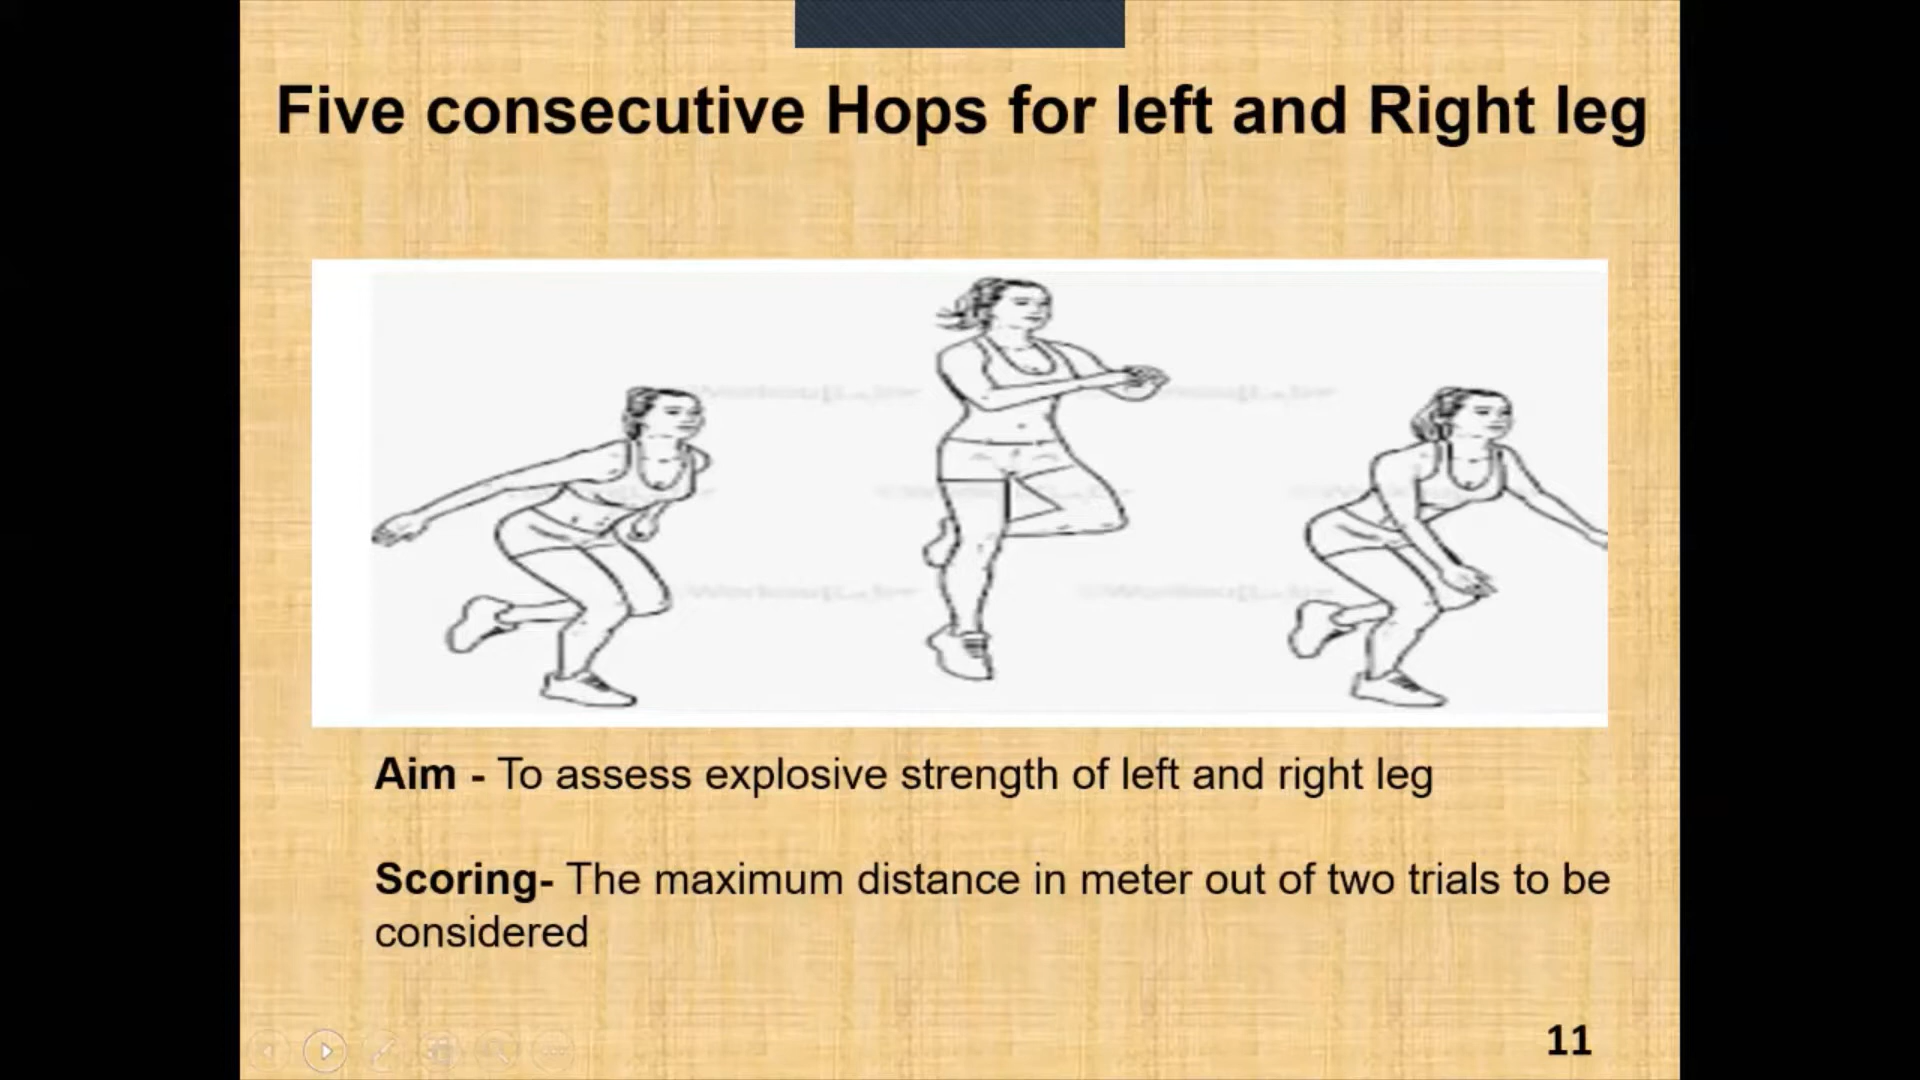 Five consecutive Hops for left and Right leg
Aim - To assess explosive strength of left and right leg
Scoring- The maximum distance in meter out of two trials to be
considered
11